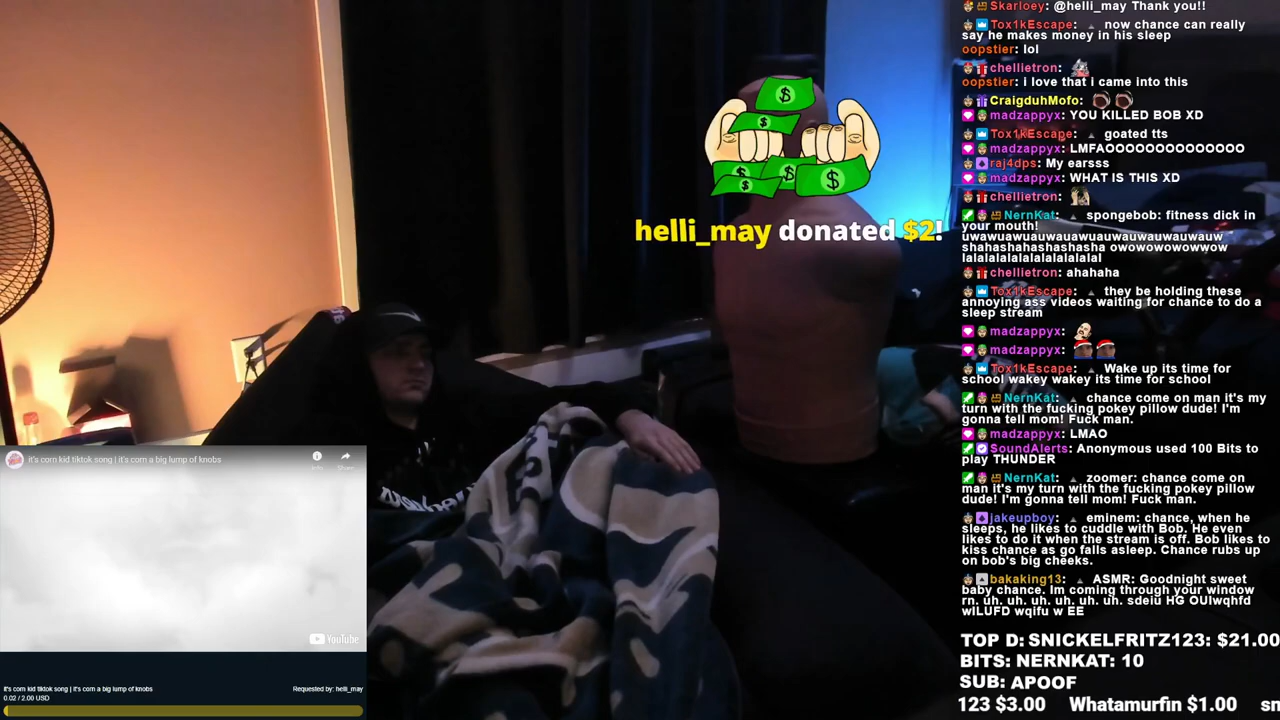 Skarloey: @helli_may Thank you!!
Tox1kEscape: now chance can really
say he makes money in his sleep
oopstier: lol
chellietron:
oopstier: i love that i came into this
CraigduhMofo:
madzappyx: YOU KILLED BOB XD
Tox1kEscape: goated tts
madzappyx: LMFAOOOOOOOOOOOOOO
raj4dps: My earsss
madzappyx: WHAT IS THIS XD
chellietron:
NernKat: spongebob: fitness dick in
your mouth!
uwawuawuauwauawuauwauwauwauw
shahashahashashasha owowowowowyow
lalalalalalalalalalalal
chellietron: ahahaha
Tox1kEscape: they be holding these
annoying ass videos waiting for chance to do a
sleep stream
madzappyx:
madzappyx:
Tox1kEscape: Wake up its time for
school wakey wakey its time for school
NernKat: chance come on man it's my
turn with the fucking pokey pillow dude! I'm
gonna tell mom! Fuck man.
madzappyx: LMAO
SoundAlerts: Anonymous used 100 Bits to
play THUNDER
NernKat: zoomer: chance come on
man it's my turn with the fucking pokey pillow
dude! I'm gonna tell mom! Fuck man.
jakeupboy: eminem: chance, when he
sleeps, he likes to cuddle with Bob. He even
likes to do it when the stream is off. Bob likes to
kiss chance as go falls asleep. Chance rubs up
on bob's big cheeks.
bakaking13: ASMR: Goodnight sweet
baby chance. Im coming through your window
rn. uh. uh. uh. uh. uh. uh. sdeiu HG OUIwqhfd
wILUFD wqifu w EE
TOP D: SNICKELFRITZ123: $21.00
BITS: NERNKAT: 10
SUB: APOOF
123 $3.00 Whatamurfin $1.00 sn
helli_may donated $2!
it's corn kid tiktok song | it's corn a big lump of knobs
YouTube
it's corn kid tiktok song | it's corn a big lump of knobs
Requested by: helli_may
0.02 / 2.00 USD